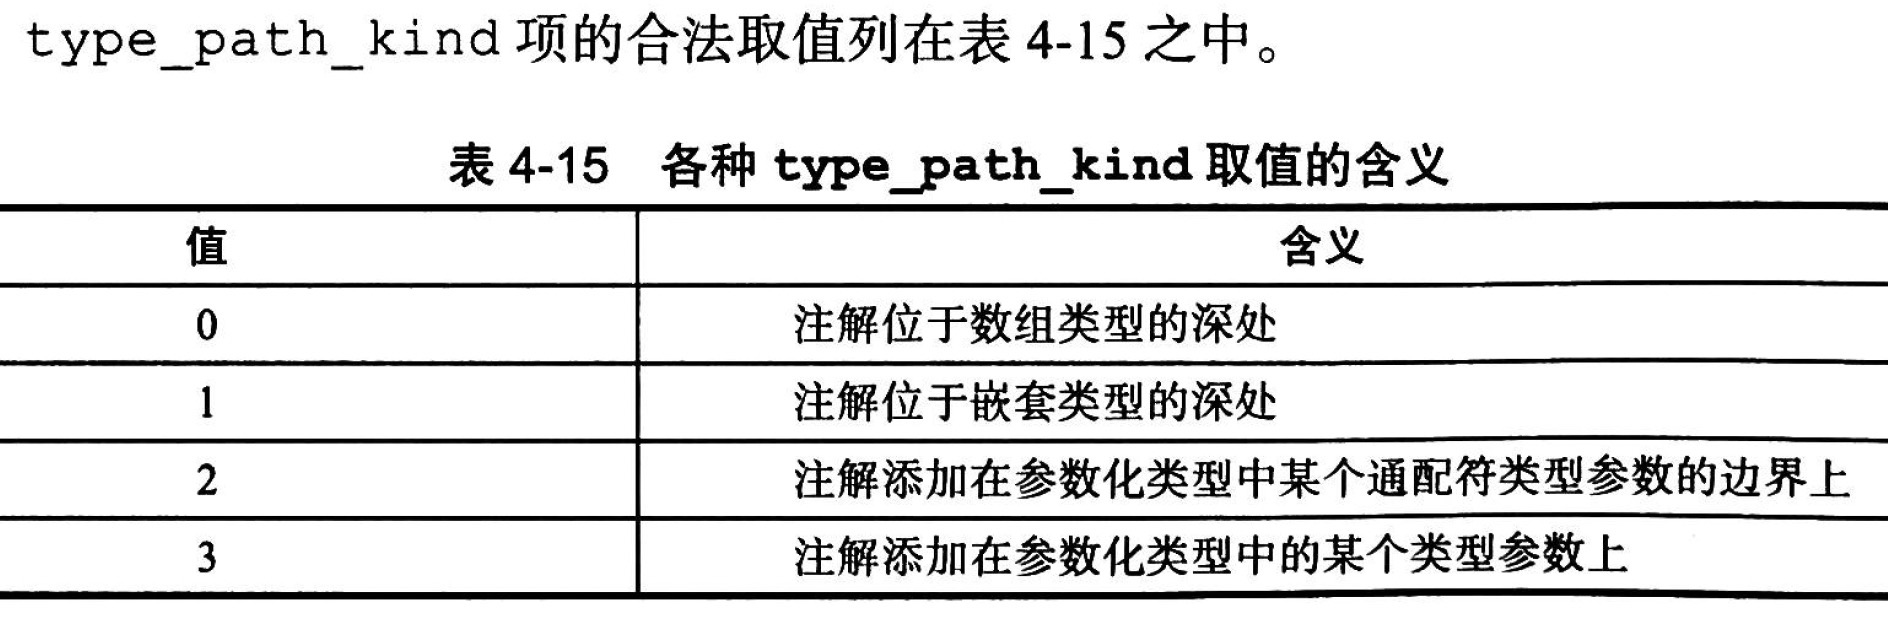 type_path_kind 项的合法取值列在表 4-15 之中。
表 4-15 各种 type_path_kind 取值的含义
值 含义
0 注解位于数组类型的深处
1 注解位于嵌套类型的深处
2 注解添加在参数化类型中某个通配符类型参数的边界上
3 注解添加在参数化类型中的某个类型参数上